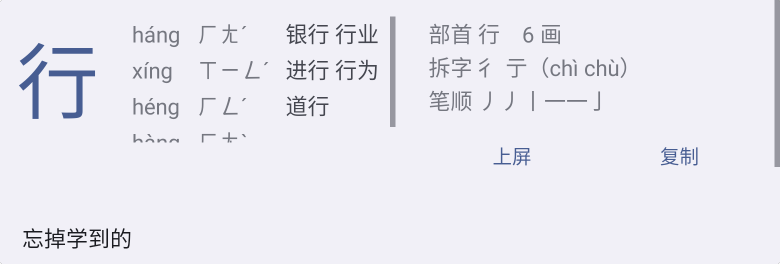 行
háng ㄏㄤˊ 银行 行业
xíng ㄒㄧㄥˊ 进行 行为
héng ㄏㄥˊ 道行
hàng ㄏㄤˋ
部首 行 6 画
拆字 彳 亍（chì chù）
笔顺 丿丿丨一一亅
上屏 复制
忘掉学到的